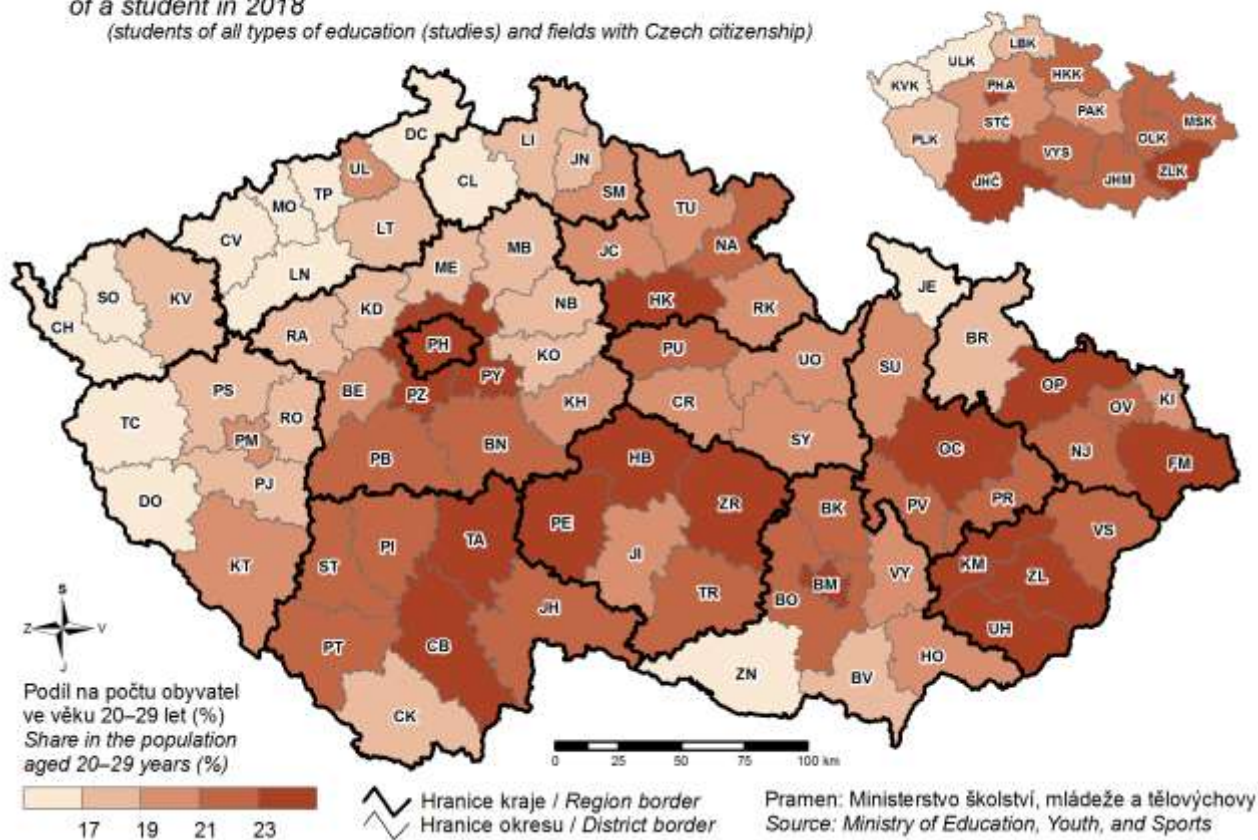 of a student in 2018
(students of all types of education (studies) and fields with Czech citizenship)
LBK
ULK
HKK
KVK
PHA
PAK
STČ
MSK
PLK
OLK
VYS
ZLK
JHČ
JHM
DC
LI
UL
JN
CL
TP
SM
MO
TU
LT
CV
MB
NA
JC
LN
ME
JE
SO
KV
NB
HK
KD
RK
CH
RA
BR
PH
PU
KO
UO
SU
PY
OP
PS
BE
PZ
KI
CR
KH
OV
RO
TC
PM
SY
BN
OC
NJ
PB
HB
FM
PJ
DO
ZR
PR
PV
BK
PE
VS
TA
PI
JI
KT
ST
KM
VY
ZL
BM
TR
BO
JH
UH
PT
CB
HO
ZN
BV
CK
S
Z V
J
Podíl na počtu obyvatel
ve věku 20–29 let (%)
Share in the population
aged 20–29 years (%)
17 19 21 23
0 25 50 75 100 km
Hranice kraje / Region border
Hranice okresu / District border
Pramen: Ministerstvo školství, mládeže a tělovýchovy
Source: Ministry of Education, Youth, and Sports